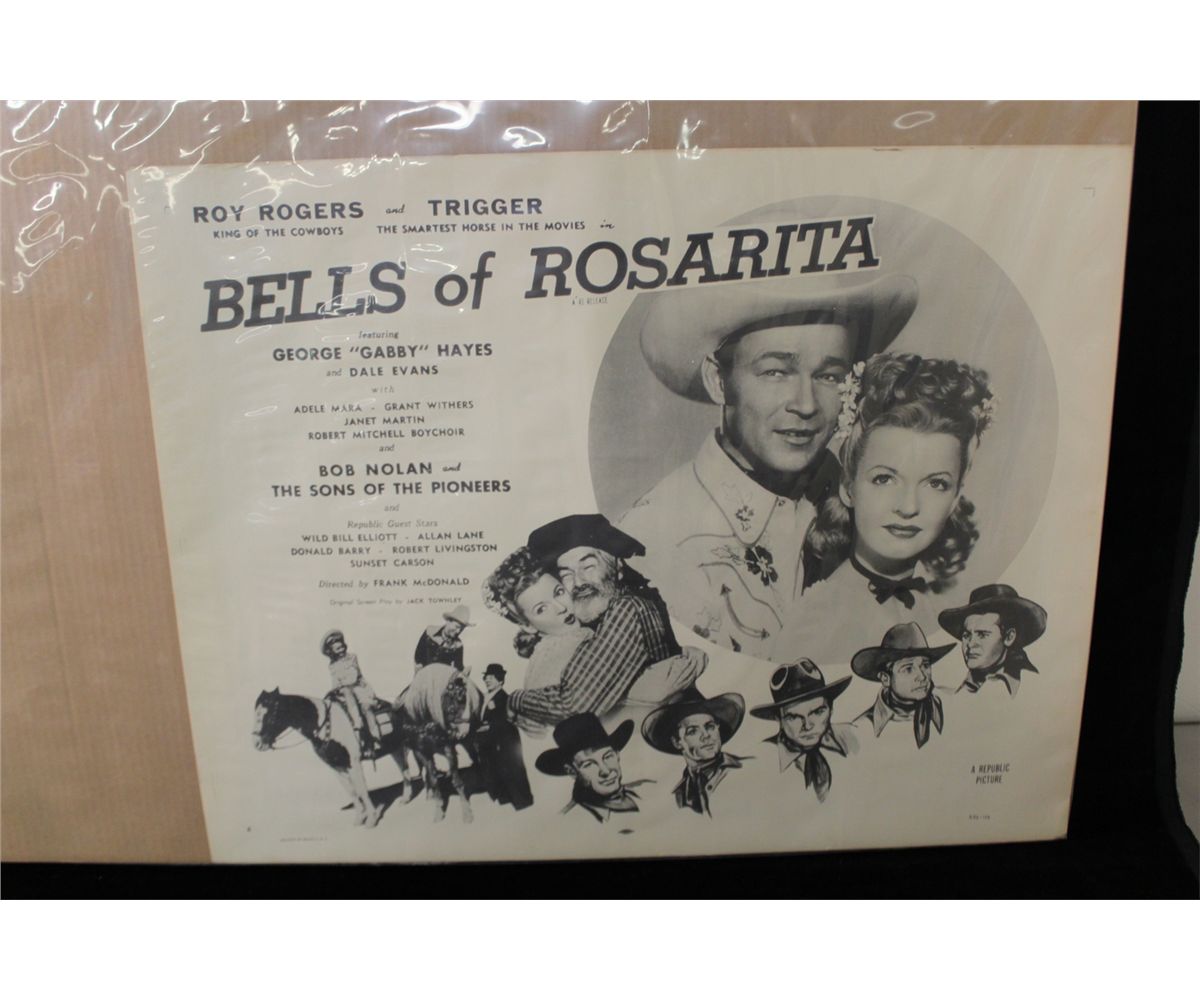 ROY ROGERS and TRIGGER
KING OF THE COWBOYS THE SMARTEST HORSE IN THE MOVIES in
BELLS of ROSARITA
A RE-RELEASE
featuring
GEORGE "GABBY" HAYES
and DALE EVANS
with
ADELE MARA - GRANT WITHERS
JANET MARTIN
ROBERT MITCHELL BOYCHOIR
and
BOB NOLAN and
THE SONS OF THE PIONEERS
and
Republic Guest Stars
WILD BILL ELLIOTT - ALLAN LANE
DONALD BARRY - ROBERT LIVINGSTON
SUNSET CARSON
Directed by FRANK McDONALD
Original Screen Play by JACK TOWNLEY
A REPUBLIC
PICTURE